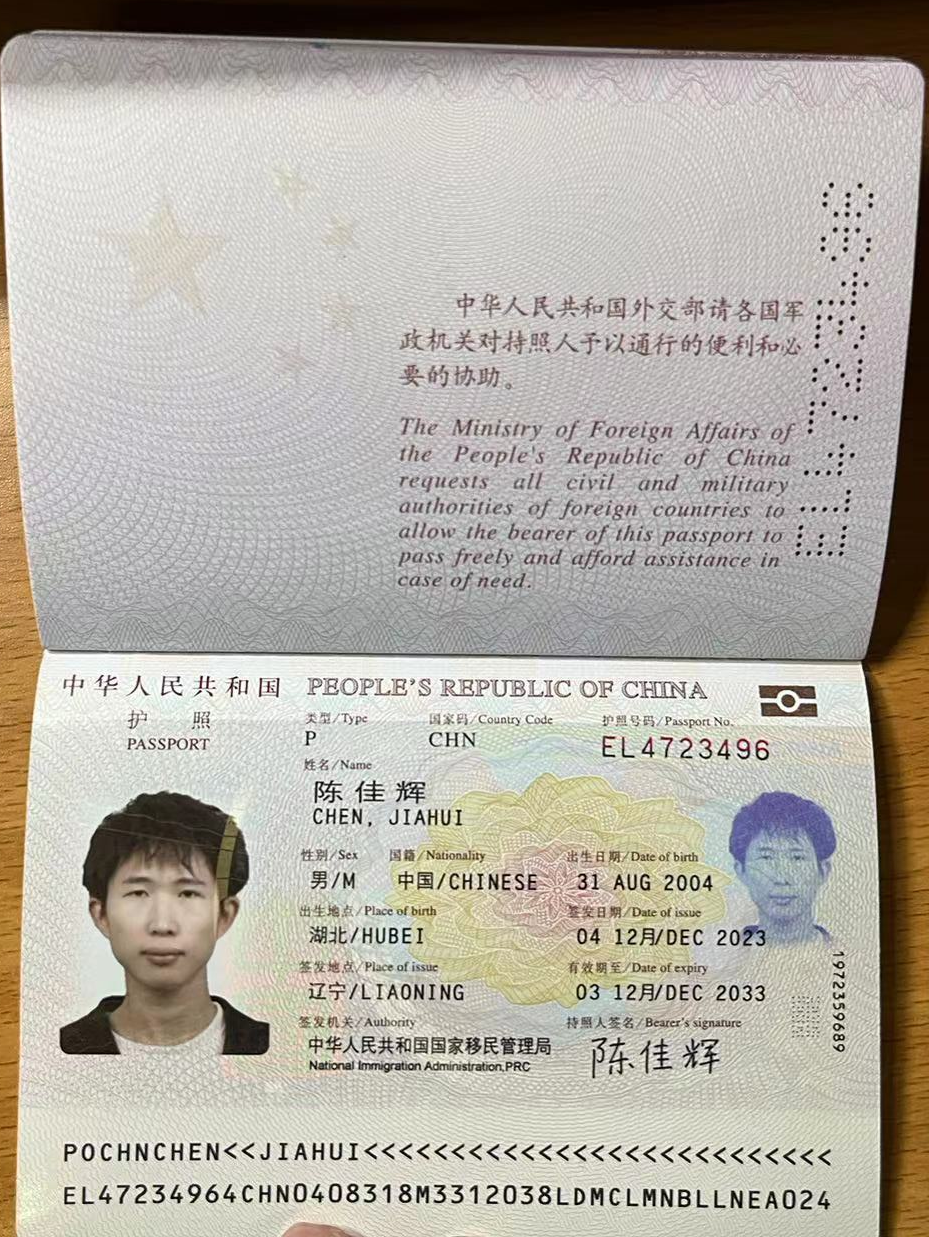 中华人民共和国外交部请各国军
政机关对持照人予以通行的便利和必
要的协助。
The Ministry of Foreign Affairs of
the People's Republic of China
requests all civil and military
authorities of foreign countries to
allow the bearer of this passport to
pass freely and afford assistance in
case of need.
中华人民共和国 PEOPLE'S REPUBLIC OF CHINA
护 照
PASSPORT
类型/Type 国家码/Country Code 护照号码/Passport No.
P CHN EL4723496
姓名/Name
陈佳辉
CHEN, JIAHUI
性别/Sex 国籍/Nationality 出生日期/Date of birth
男/M 中国/CHINESE 31 AUG 2004
出生地点/Place of birth 签发日期/Date of issue
湖北/HUBEI 04 12月/DEC 2023
签发地点/Place of issue 有效期至/Date of expiry
辽宁/LIAONING 03 12月/DEC 2033
签发机关/Authority 持照人签名/Bearer's signature
中华人民共和国国家移民管理局 陈佳辉
National Immigration Administration,PRC
1972359689
POCHNCHEN<<JIAHUI<<<<<<<<<<<<<<<<<<<<<<<<<<<
EL47234964CHN0408318M3312038LDMCLMNBLLNEA024